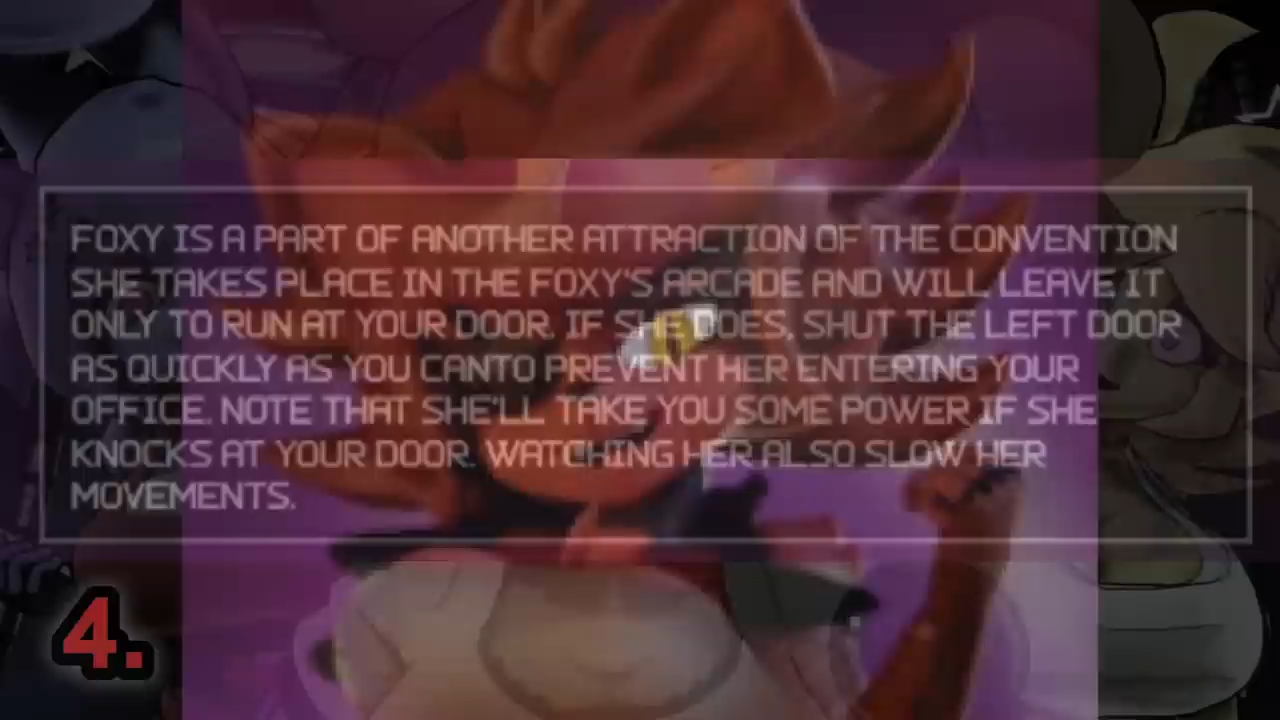 FOXY IS A PART OF ANOTHER ATTRACTION OF THE CONVENTION
SHE TAKES PLACE IN THE FOXY'S ARCADE AND WILL LEAVE IT
ONLY TO RUN AT YOUR DOOR. IF SHE DOES, SHUT THE LEFT DOOR
AS QUICKLY AS YOU CANTO PREVENT HER ENTERING YOUR
OFFICE. NOTE THAT SHE'LL TAKE YOU SOME POWER IF SHE
KNOCKS AT YOUR DOOR. WATCHING HER ALSO SLOW HER
MOVEMENTS.
4.